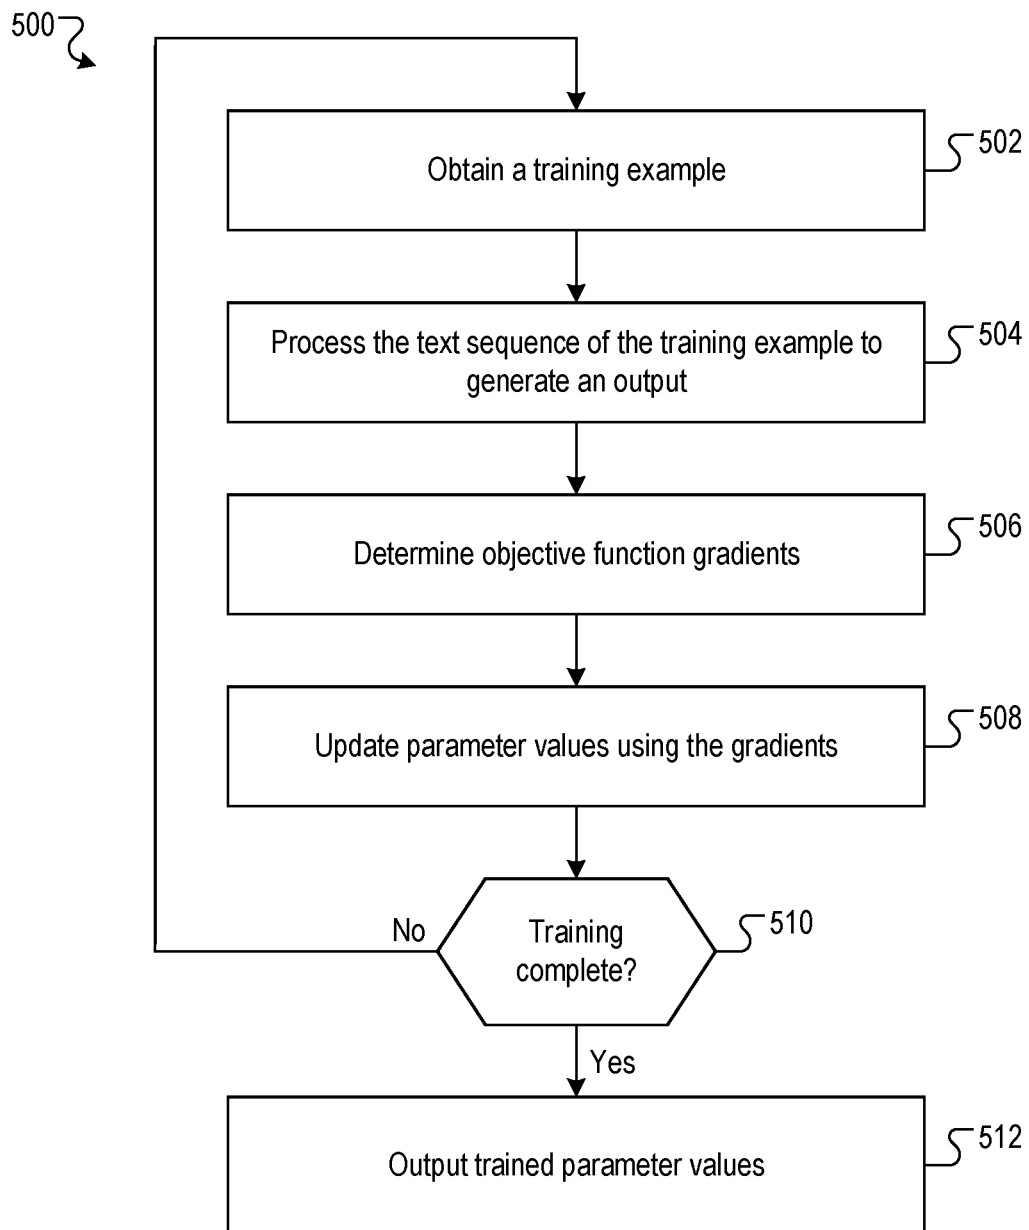 500
Obtain a training example
502
Process the text sequence of the training example to
generate an output
504
Determine objective function gradients
506
Update parameter values using the gradients
508
No
Training
complete?
510
Yes
Output trained parameter values
512